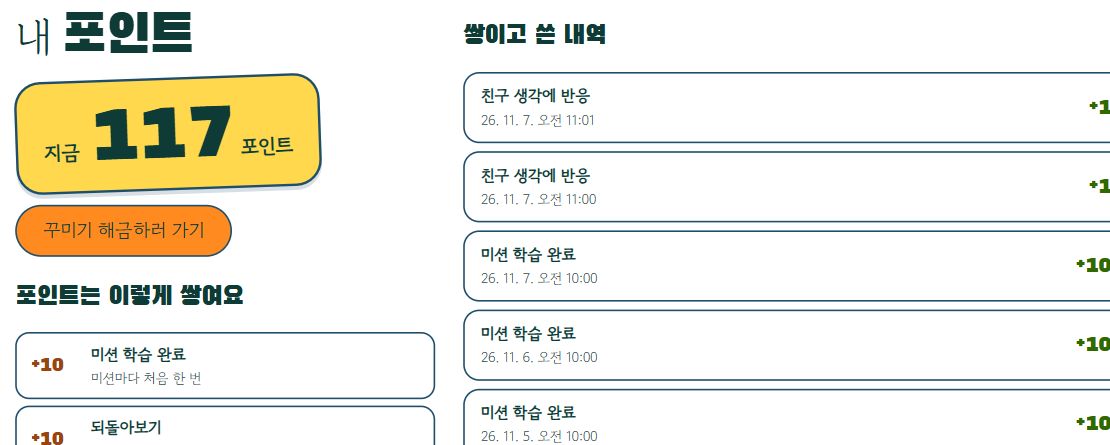 내 포인트
지금 117 포인트
꾸미기 해금하러 가기
포인트는 이렇게 쌓여요
+10 미션 학습 완료
미션마다 처음 한 번
+10 되돌아보기
쌓이고 쓴 내역
친구 생각에 반응 +1
26. 11. 7. 오전 11:01
친구 생각에 반응 +1
26. 11. 7. 오전 11:00
미션 학습 완료 +10
26. 11. 7. 오전 10:00
미션 학습 완료 +10
26. 11. 6. 오전 10:00
미션 학습 완료 +10
26. 11. 5. 오전 10:00